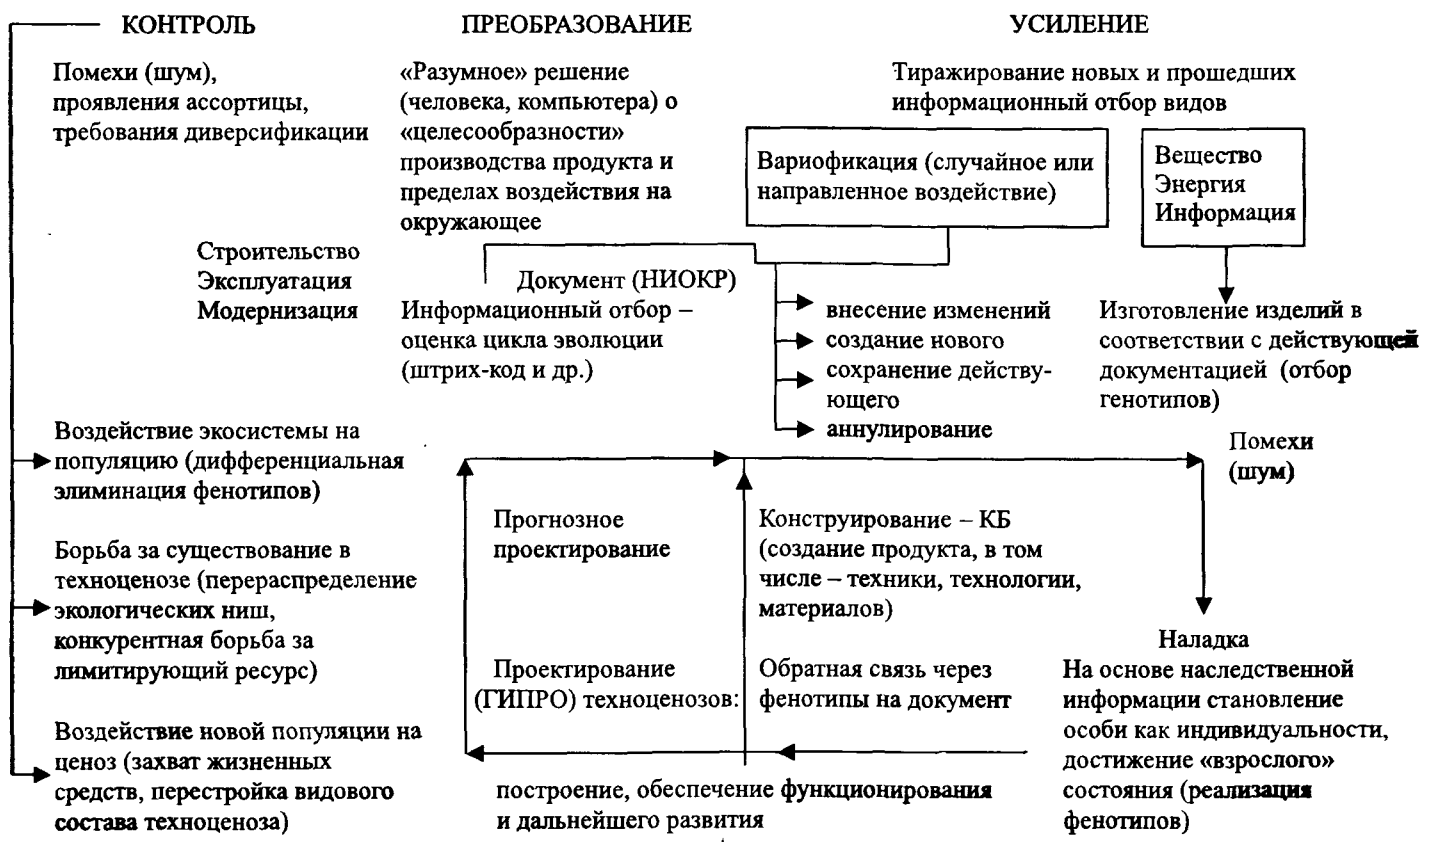 КОНТРОЛЬ
ПРЕОБРАЗОВАНИЕ
УСИЛЕНИЕ
Помехи (шум),
проявления ассортицы,
требования диверсификации
«Разумное» решение
(человека, компьютера) о
«целесообразности»
производства продукта и
пределах воздействия на
окружающее
Тиражирование новых и прошедших
информационный отбор видов
Вариофикация (случайное или
направленное воздействие)
Вещество
Энергия
Информация
Строительство
Эксплуатация
Модернизация
Документ (НИОКР)
Информационный отбор –
оценка цикла эволюции
(штрих-код и др.)
внесение изменений
создание нового
сохранение действу-
ющего
аннулирование
Изготовление изделий в
соответствии с действующей
документацией (отбор
генотипов)
Воздействие экосистемы на
популяцию (дифференциальная
элиминация фенотипов)
Помехи
(шум)
Прогнозное
проектирование
Конструирование – КБ
(создание продукта, в том
числе – техники, технологии,
материалов)
Борьба за существование в
техноценозе (перераспределение
экологических ниш,
конкурентная борьба за
лимитирующий ресурс)
Проектирование
(ГИПРО) техноценозов:
Обратная связь через
фенотипы на документ
Наладка
На основе наследственной
информации становление
особи как индивидуальности,
достижение «взрослого»
состояния (реализация
фенотипов)
Воздействие новой популяции на
ценоз (захват жизненных
средств, перестройка видового
состава техноценоза)
построение, обеспечение функционирования
и дальнейшего развития